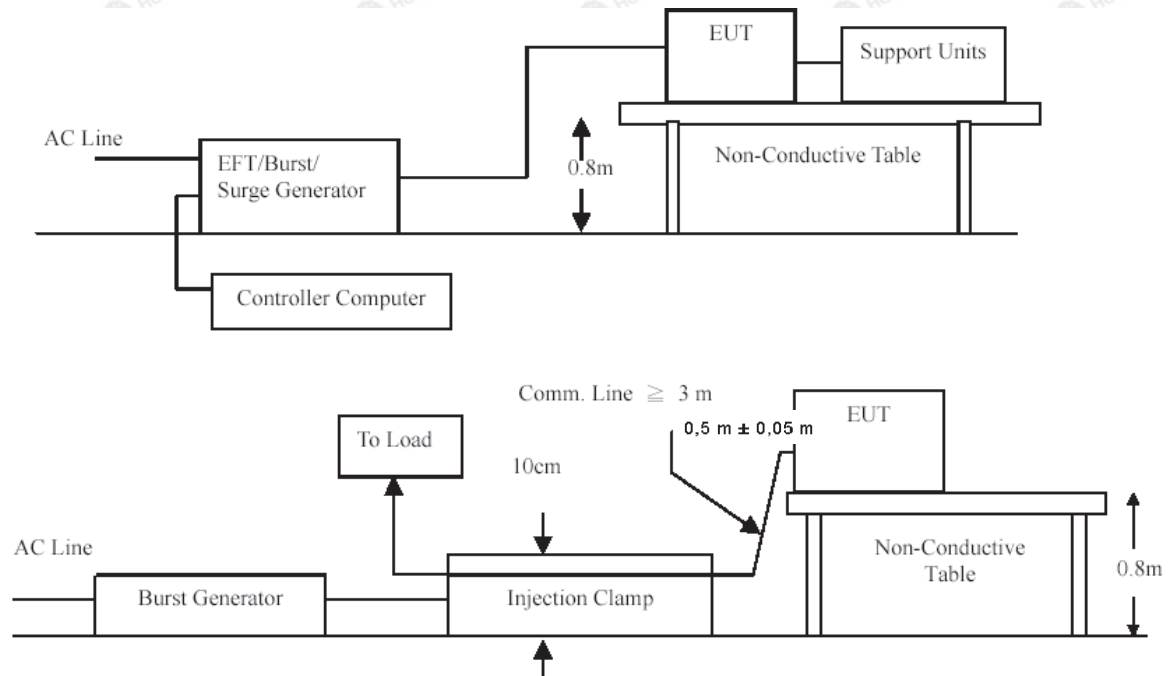 EUT
Support Units
AC Line
EFT/Burst/
Surge Generator
0.8m
Non-Conductive Table
Controller Computer
Comm. Line ≧ 3 m
0,5 m ± 0,05 m
EUT
To Load
10cm
AC Line
Burst Generator
Injection Clamp
Non-Conductive
Table
0.8m